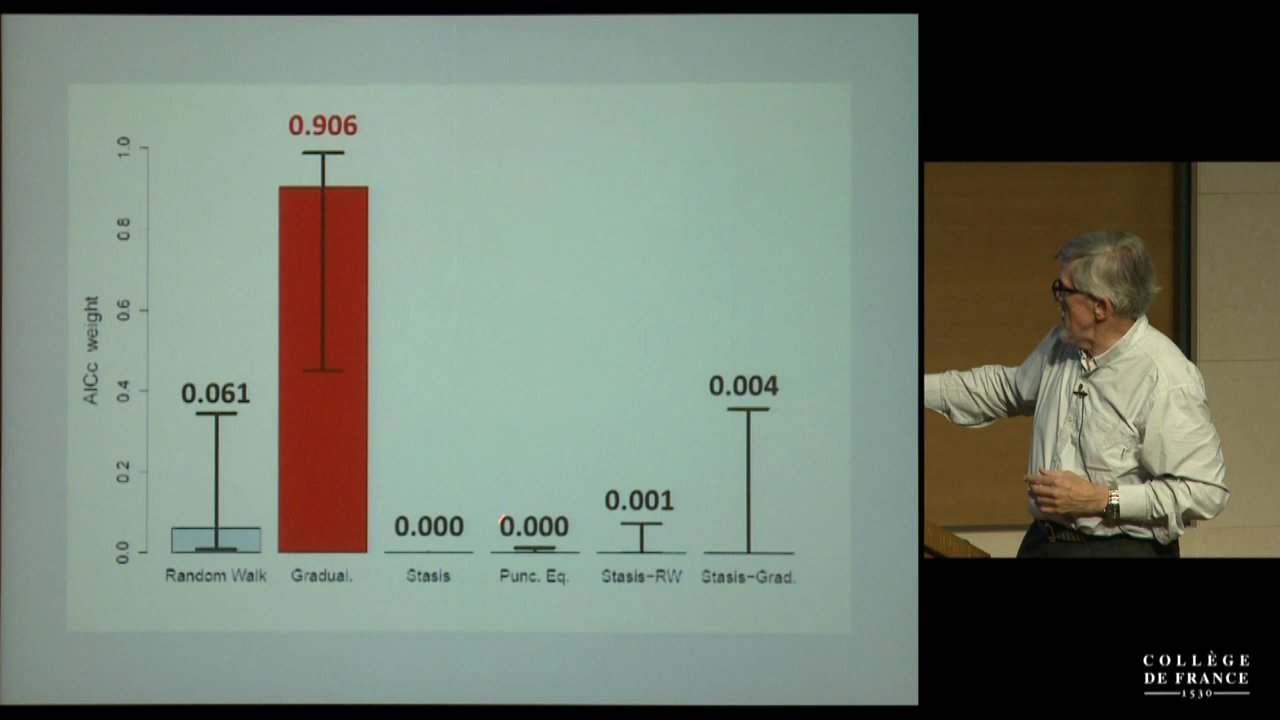 0.906
0.061
0.000
0.000
0.001
0.004
AICc weight
1.0
0.8
0.6
0.4
0.2
0.0
Random Walk
Gradual.
Stasis
Punc. Eq.
Stasis-RW
Stasis-Grad.
COLLÈGE
DE FRANCE
1530